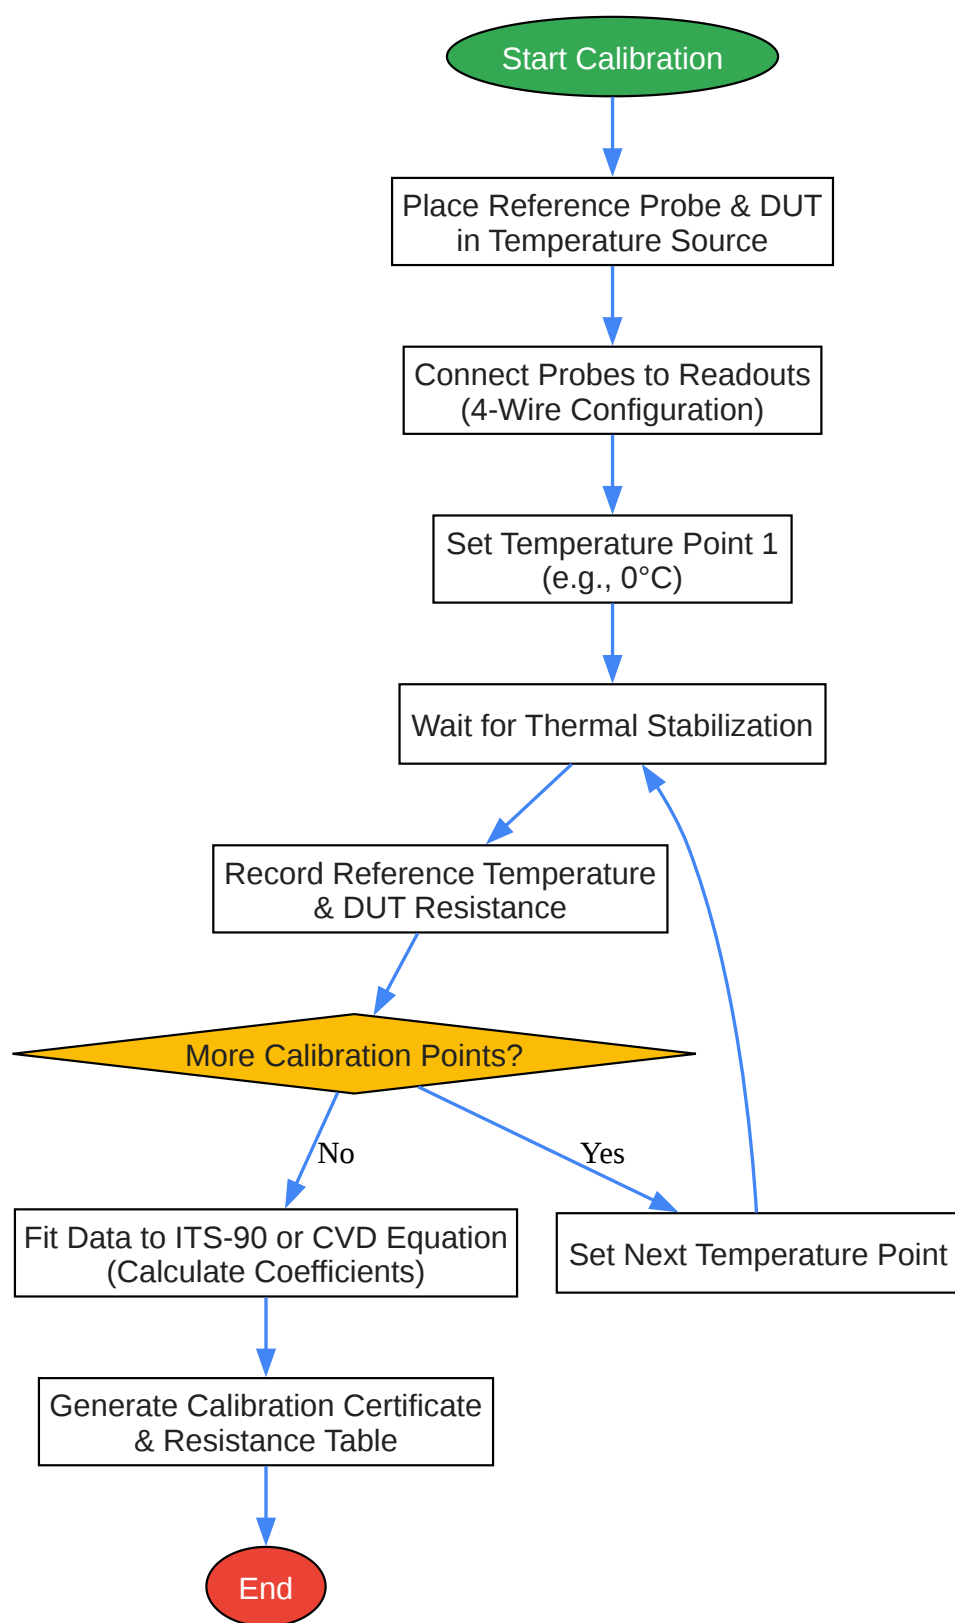 Start Calibration
Place Reference Probe & DUT
in Temperature Source
Connect Probes to Readouts
(4-Wire Configuration)
Set Temperature Point 1
(e.g., 0°C)
Wait for Thermal Stabilization
Record Reference Temperature
& DUT Resistance
More Calibration Points?
No
Yes
Fit Data to ITS-90 or CVD Equation
(Calculate Coefficients)
Set Next Temperature Point
Generate Calibration Certificate
& Resistance Table
End